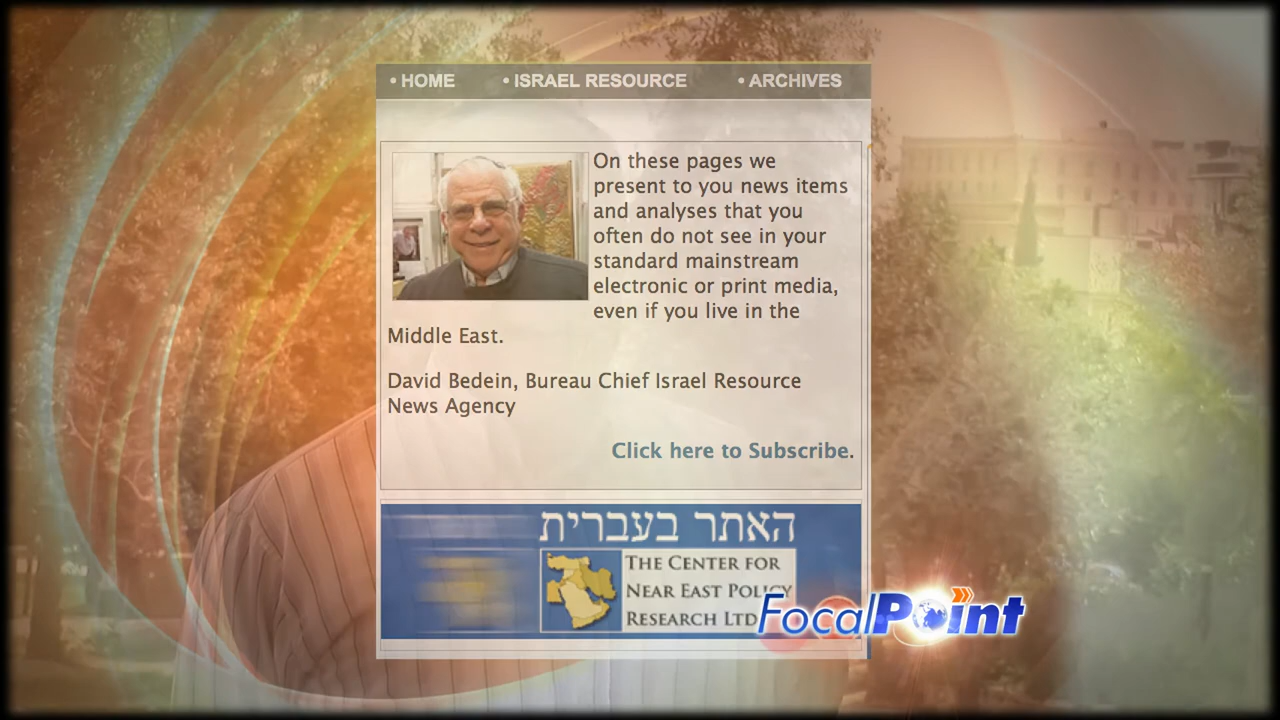 • HOME • ISRAEL RESOURCE • ARCHIVES
On these pages we
present to you news items
and analyses that you
often do not see in your
standard mainstream
electronic or print media,
even if you live in the
Middle East.
David Bedein, Bureau Chief Israel Resource
News Agency
Click here to Subscribe.
האתר בעברית
THE CENTER FOR
NEAR EAST POLICY
RESEARCH LTD
FocalPoint